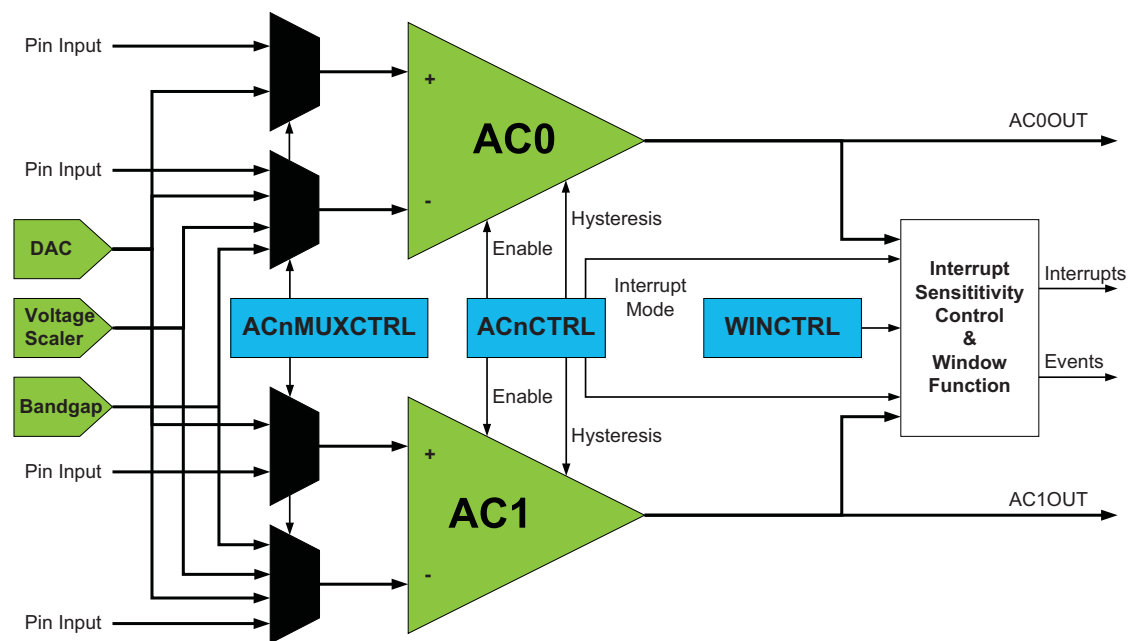 Pin Input
+
AC0
-
AC0OUT
Pin Input
Hysteresis
Enable
DAC
Voltage
Scaler
Bandgap
ACnMUXCTRL
ACnCTRL
Interrupt
Mode
WINCTRL
Interrupt
Sensititivity
Control
&
Window
Function
Interrupts
Events
Enable
Hysteresis
Pin Input
+
AC1
-
AC1OUT
Pin Input